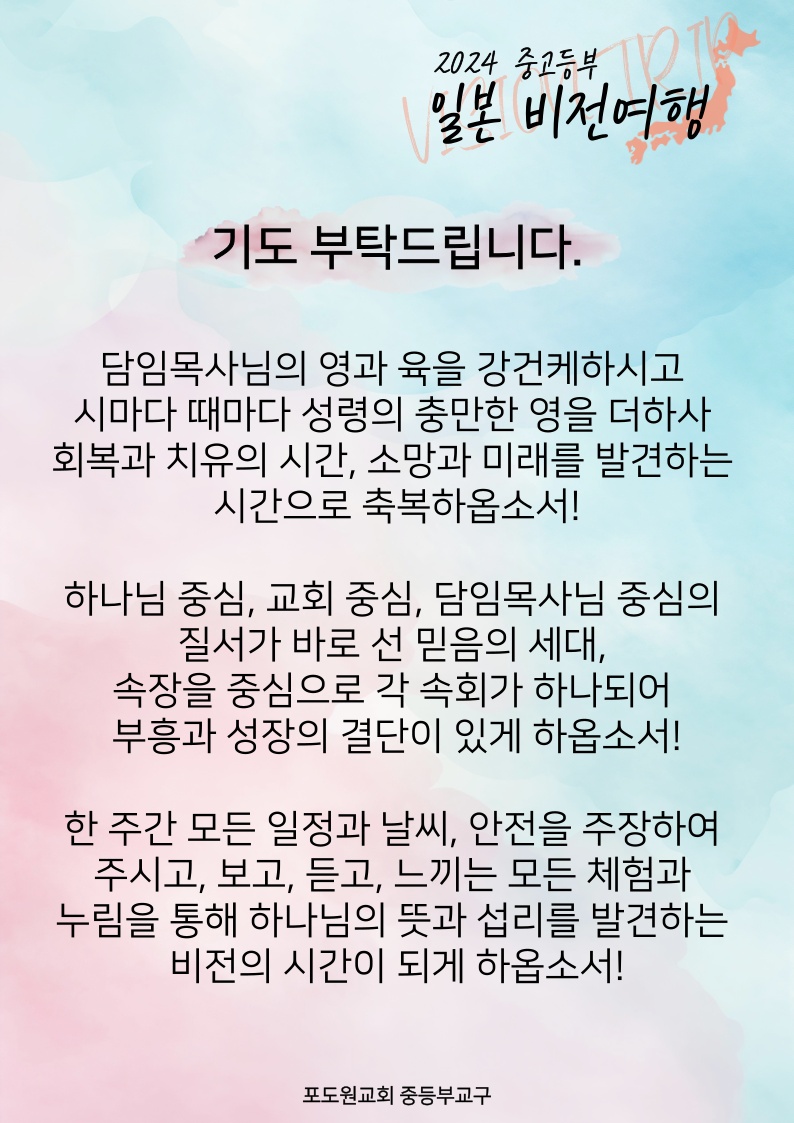 VISION TRIP
2024 중고등부
일본 비전여행
기도 부탁드립니다.
담임목사님의 영과 육을 강건케하시고
시마다 때마다 성령의 충만한 영을 더하사
회복과 치유의 시간, 소망과 미래를 발견하는
시간으로 축복하옵소서!
하나님 중심, 교회 중심, 담임목사님 중심의
질서가 바로 선 믿음의 세대,
속장을 중심으로 각 속회가 하나되어
부흥과 성장의 결단이 있게 하옵소서!
한 주간 모든 일정과 날씨, 안전을 주장하여
주시고, 보고, 듣고, 느끼는 모든 체험과
누림을 통해 하나님의 뜻과 섭리를 발견하는
비전의 시간이 되게 하옵소서!
포도원교회 중등부교구